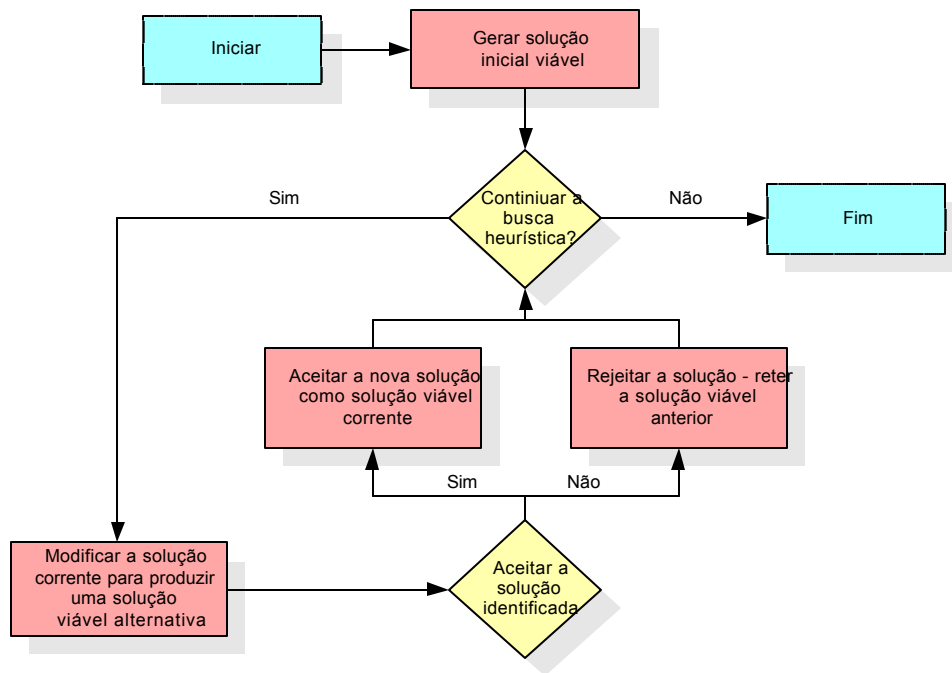 Iniciar
Gerar solução
inicial viável
Sim
Continiuar a
busca
heurística?
Não
Fim
Aceitar a nova solução
como solução viável
corrente
Rejeitar a solução - reter
a solução viável
anterior
Sim
Não
Modificar a solução
corrente para produzir
uma solução
viável alternativa
Aceitar a
solução
identificada